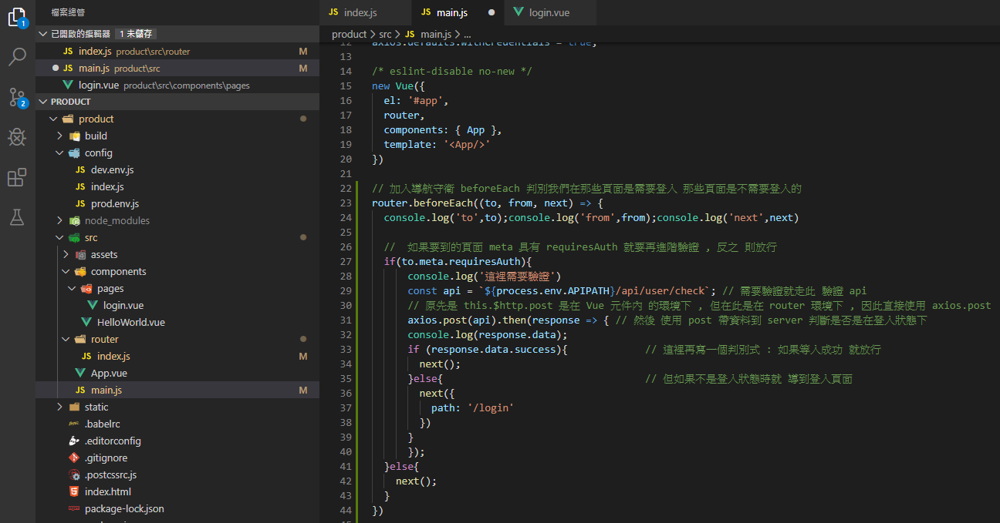 檔案總管
已開啟的編輯器 1 未儲存
JS index.js product\src\router M
JS main.js product\src M
login.vue product\src\components\pages
PRODUCT
product
build
config
JS dev.env.js
JS index.js
JS prod.env.js
node_modules
src
assets
components
pages
login.vue
HelloWorld.vue
router
JS index.js M
App.vue
JS main.js M
static
.babelrc
.editorconfig
.gitignore
.postcssrc.js
index.html
package-lock.json
1
2
JS index.js
JS main.js
login.vue
product > src > JS main.js > ...
12 axios.defaults.withCredentials = true;
13
14 /* eslint-disable no-new */
15 new Vue({
16 el: '#app',
17 router,
18 components: { App },
19 template: '<App/>'
20 })
21
22 // 加入導航守衛 beforeEach 判別我們在那些頁面是需要登入 那些頁面是不需要登入的
23 router.beforeEach((to, from, next) => {
24 console.log('to',to);console.log('from',from);console.log('next',next)
25
26 // 如果要到的頁面 meta 具有 requiresAuth 就要再進階驗證 , 反之 則放行
27 if(to.meta.requiresAuth){
28 console.log('這裡需要驗證')
29 const api = `${process.env.APIPATH}/api/user/check`; // 需要驗證就走此 驗證 api
30 // 原先是 this.$http.post 是在 Vue 元件內 的環境下 , 但在此是在 router 環境下 , 因此直接使用 axios.post
31 axios.post(api).then(response => { // 然後 使用 post 帶資料到 server 判斷是否是在登入狀態下
32 console.log(response.data);
33 if (response.data.success){ // 這裡再寫一個判別式 : 如果等入成功 就放行
34 next();
35 }else{ // 但如果不是登入狀態時就 導到登入頁面
36 next({
37 path: '/login'
38 })
39 }
40 });
41 }else{
42 next();
43 }
44 })